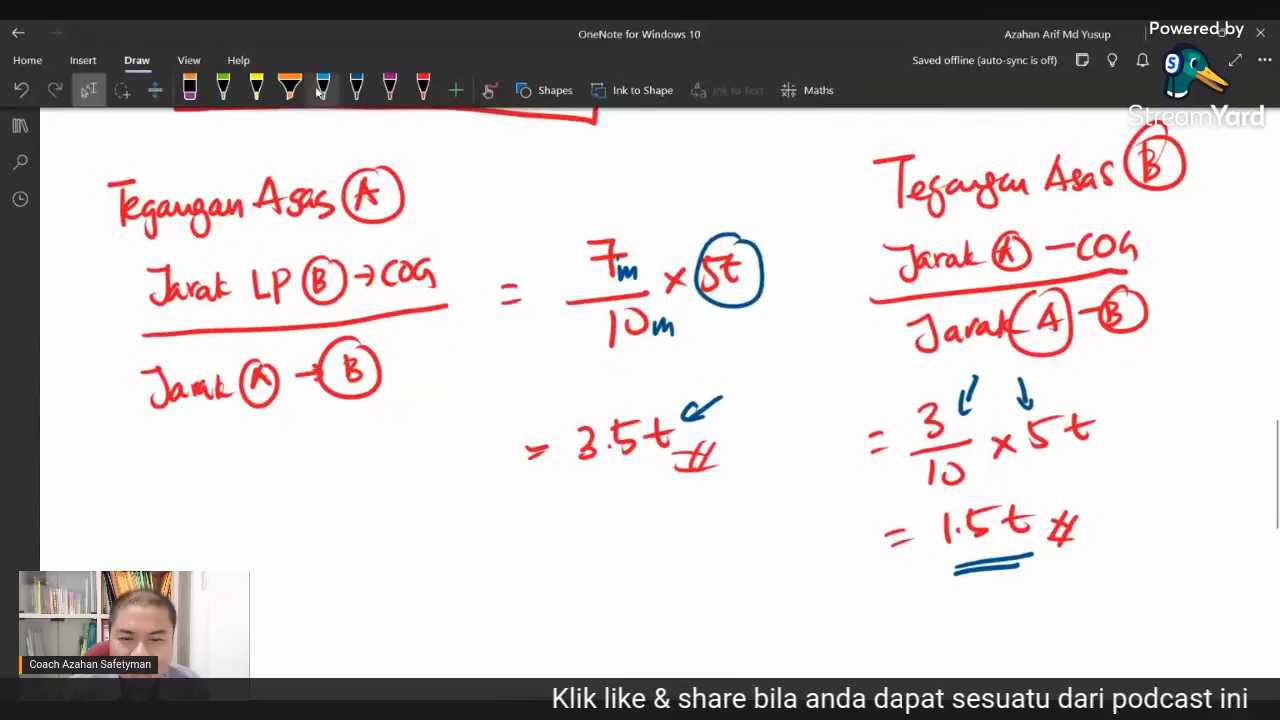 Powered by
StreamYard
OneNote for Windows 10
Azahan Arif Md Yusup
Home
Insert
Draw
View
Help
Saved offline (auto-sync is off)
Shapes
Ink to Shape
Ink to Text
Maths
Tegangan Asas A
Jarak LP B → COG
Jarak A → B
= 7m / 10m × 5t
= 3.5t
Tegangan Asas B
Jarak A - COG
Jarak A - B
= 3 / 10 × 5t
= 1.5t
Coach Azahan Safetyman
Klik like & share bila anda dapat sesuatu dari podcast ini